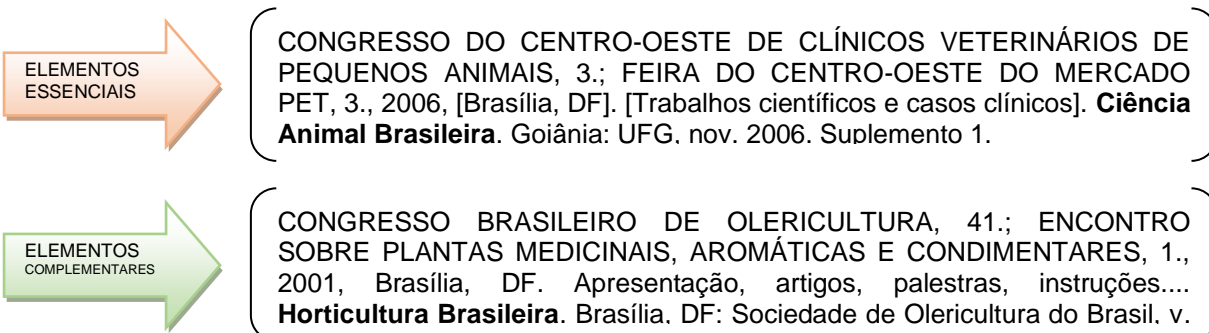 ELEMENTOS
ESSENCIAIS
CONGRESSO DO CENTRO-OESTE DE CLÍNICOS VETERINÁRIOS DE
PEQUENOS ANIMAIS, 3.; FEIRA DO CENTRO-OESTE DO MERCADO
PET, 3., 2006, [Brasília, DF]. [Trabalhos científicos e casos clínicos]. Ciência
Animal Brasileira. Goiânia: UFG, nov. 2006. Suplemento 1.
ELEMENTOS
COMPLEMENTARES
CONGRESSO BRASILEIRO DE OLERICULTURA, 41.; ENCONTRO
SOBRE PLANTAS MEDICINAIS, AROMÁTICAS E CONDIMENTARES, 1.,
2001, Brasília, DF. Apresentação, artigos, palestras, instruções....
Horticultura Brasileira. Brasília, DF: Sociedade de Olericultura do Brasil, v.